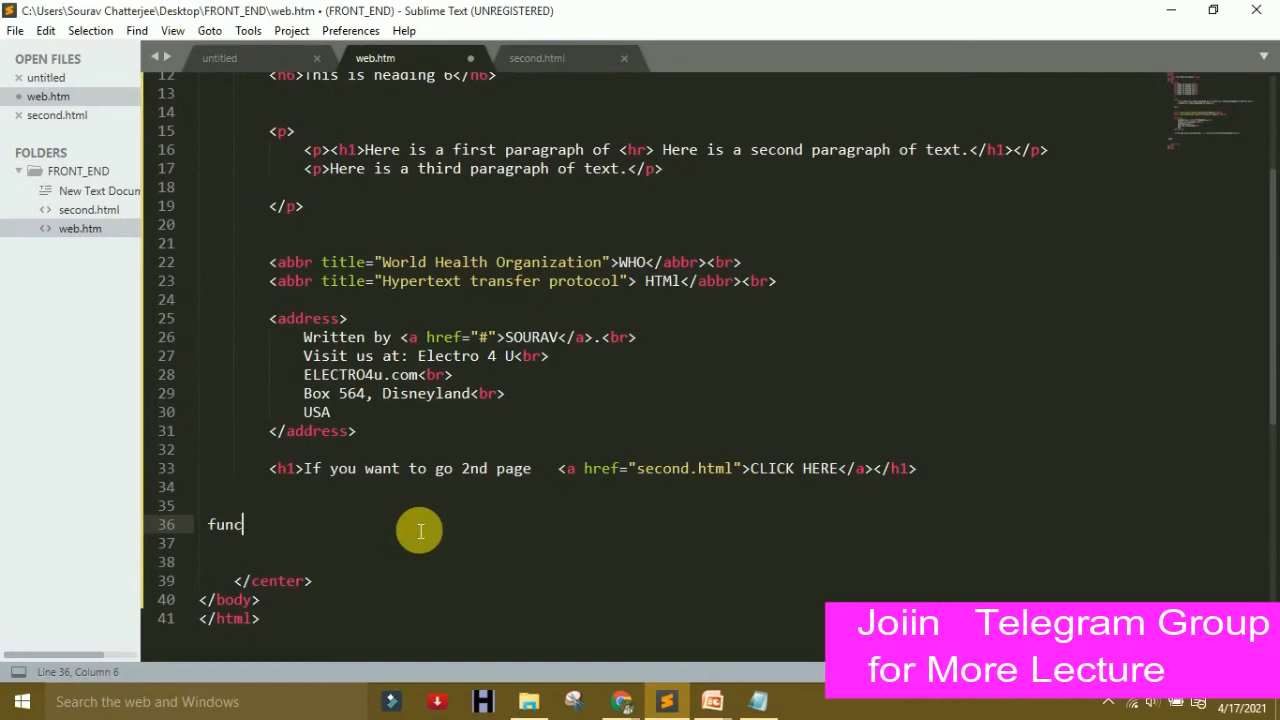 C:\Users\Sourav Chatterjee\Desktop\FRONT_END\web.htm • (FRONT_END) - Sublime Text (UNREGISTERED)
File Edit Selection Find View Goto Tools Project Preferences Help
OPEN FILES
untitled
web.htm
second.html
FOLDERS
FRONT_END
New Text Docum
second.html
web.htm
untitled web.htm second.html
12 <h6>This is heading 6</h6>
13
14
15 <p>
16 <p><h1>Here is a first paragraph of <hr> Here is a second paragraph of text.</h1></p>
17 <p>Here is a third paragraph of text.</p>
18
19 </p>
20
21
22 <abbr title="World Health Organization">WHO</abbr><br>
23 <abbr title="Hypertext transfer protocol"> HTMl</abbr><br>
24
25 <address>
26 Written by <a href="#">SOURAV</a>.<br>
27 Visit us at: Electro 4 U<br>
28 ELECTRO4u.com<br>
29 Box 564, Disneyland<br>
30 USA
31 </address>
32
33 <h1>If you want to go 2nd page <a href="second.html">CLICK HERE</a></h1>
34
35
36 func
37
38
39 </center>
40 </body>
41 </html>
Joiin Telegram Group
for More Lecture
Line 36, Column 6
Search the web and Windows
4/17/2021